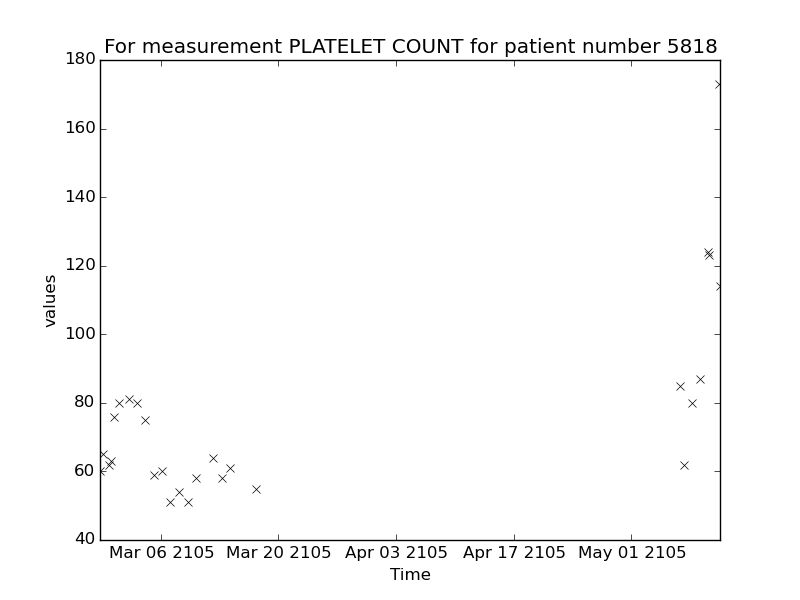 For measurement PLATELET COUNT for patient number 5818
180
160
140
120
100
80
60
40
values
Mar 06 2105 Mar 20 2105 Apr 03 2105 Apr 17 2105 May 01 2105
Time